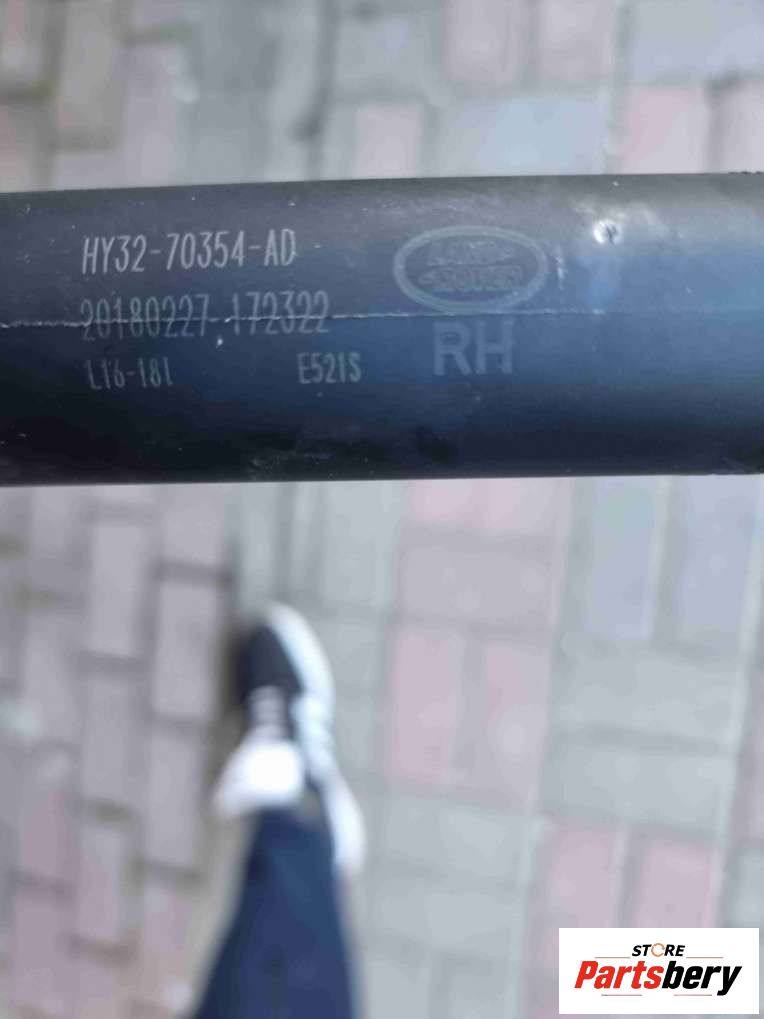 HY32-70354-AD
LAND
ROVER
20180227 172322
RH
L16-181
E521S
STORE
Partsbery